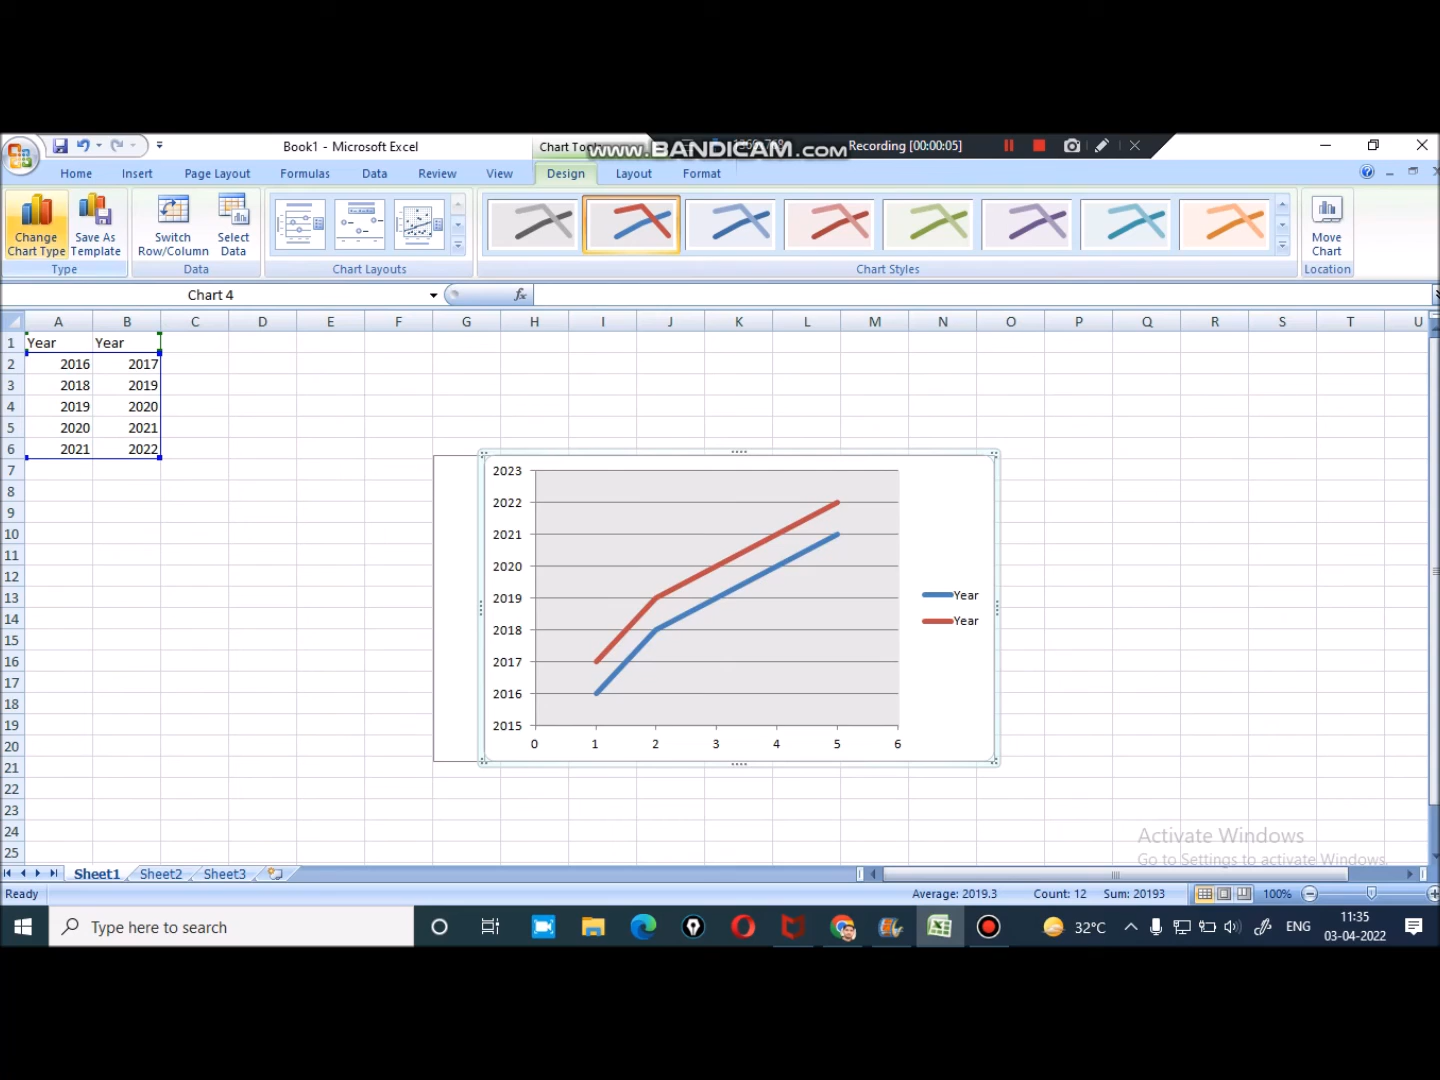 Book1 - Microsoft Excel
Chart Tools
www.BANDICAM.com
Recording [00:00:05]
Home Insert Page Layout Formulas Data Review View Design Layout Format
Change Chart Type
Save As Template
Switch Row/Column
Select Data
Move Chart
Type Data Chart Layouts Chart Styles Location
Chart 4
fx
A B C D E F G H I J K L M N O P Q R S T U
1 Year Year
2 2016 2017
3 2018 2019
4 2019 2020
5 2020 2021
6 2021 2022
7
8
9
10
11
12
13
14
15
16
17
18
19
20
21
22
23
24
25
2023
2022
2021
2020
2019
2018
2017
2016
2015
0 1 2 3 4 5 6
Year
Year
Activate Windows
Go to Settings to activate Windows.
Sheet1 Sheet2 Sheet3
Ready
Average: 2019.3 Count: 12 Sum: 20193
100%
Type here to search
32°C
ENG
11:35
03-04-2022